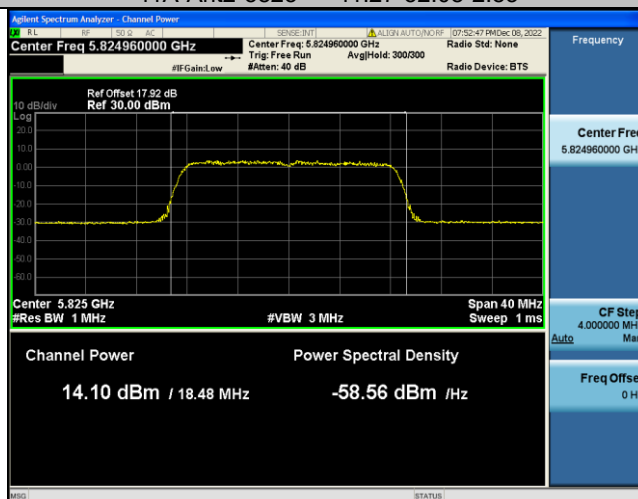 Agilent Spectrum Analyzer - Channel Power
RL RF 50 Ω AC SENSE:INT ALIGN AUTO/NO RF 07:52:47 PM Dec 08, 2022
Center Freq 5.824960000 GHz
Center Freq: 5.824960000 GHz
Radio Std: None
Trig: Free Run Avg|Hold: 300/300
#IFGain:Low
#Atten: 40 dB
Radio Device: BTS
Frequency
Ref Offset 17.92 dB
10 dB/div Ref 30.00 dBm
Log
20.0
10.0
0.00
-10.0
-20.0
-30.0
-40.0
-50.0
-60.0
Center Fre
5.824960000 GH
Center 5.825 GHz Span 40 MHz
#Res BW 1 MHz #VBW 3 MHz Sweep 1 ms
CF Step
4.000000 MH
Auto Ma
Channel Power Power Spectral Density
14.10 dBm / 18.48 MHz -58.56 dBm /Hz
Freq Offse
0 H
MSG STATUS